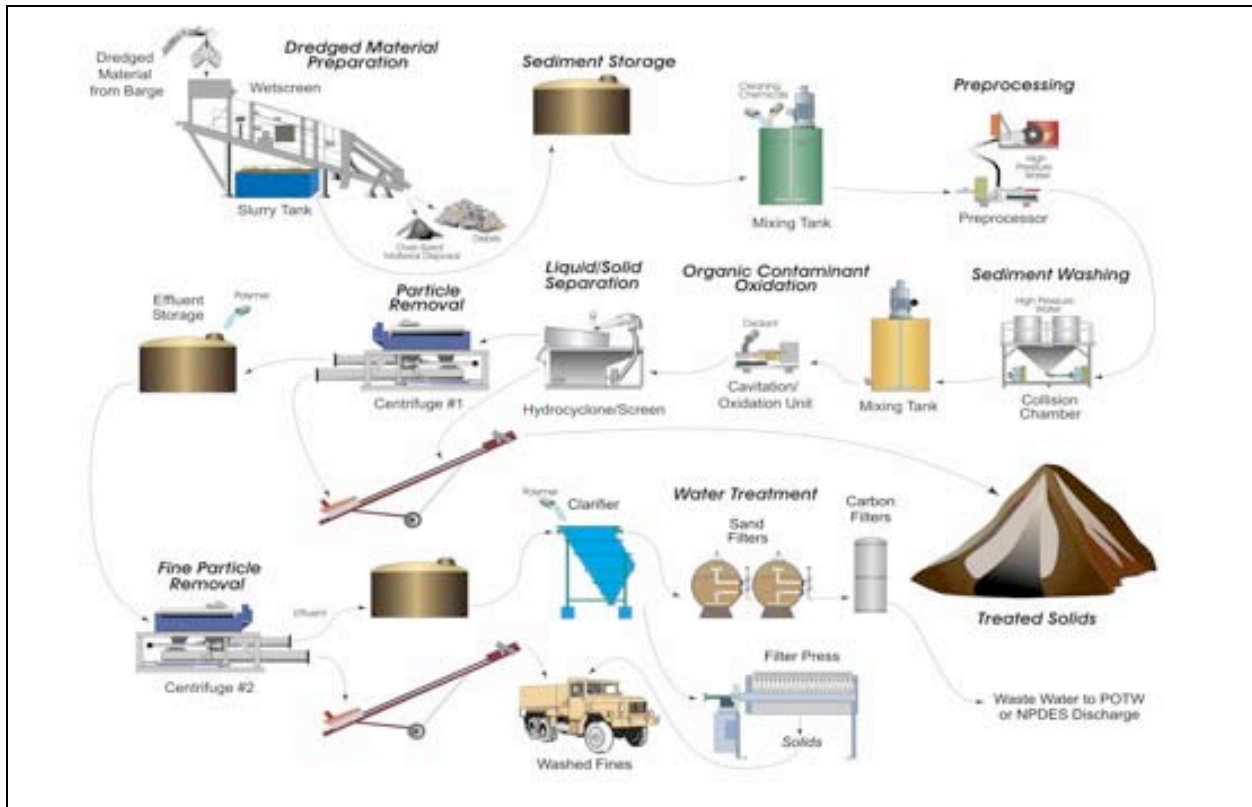 Dredged Material
Preparation
Dredged
Material
from Barge
Wetscreen
Slurry Tank
Over-Sized
Material Disposal
Debris
Sediment Storage
Cleaning
Chemicals
Mixing Tank
Preprocessing
High
Pressure
Water
Preprocessor
Effluent
Storage
Polymer
Particle
Removal
Centrifuge #1
Liquid/Solid
Separation
Hydrocyclone/Screen
Organic Contaminant
Oxidation
Oxidant
Cavitation/
Oxidation Unit
Mixing Tank
Sediment Washing
High Pressure
Water
Collision
Chamber
Fine Particle
Removal
Centrifuge #2
Effluent
Polymer
Clarifier
Water Treatment
Sand
Filters
Carbon
Filters
Treated Solids
Filter Press
Solids
Washed Fines
Waste Water to POTW
or NPDES Discharge